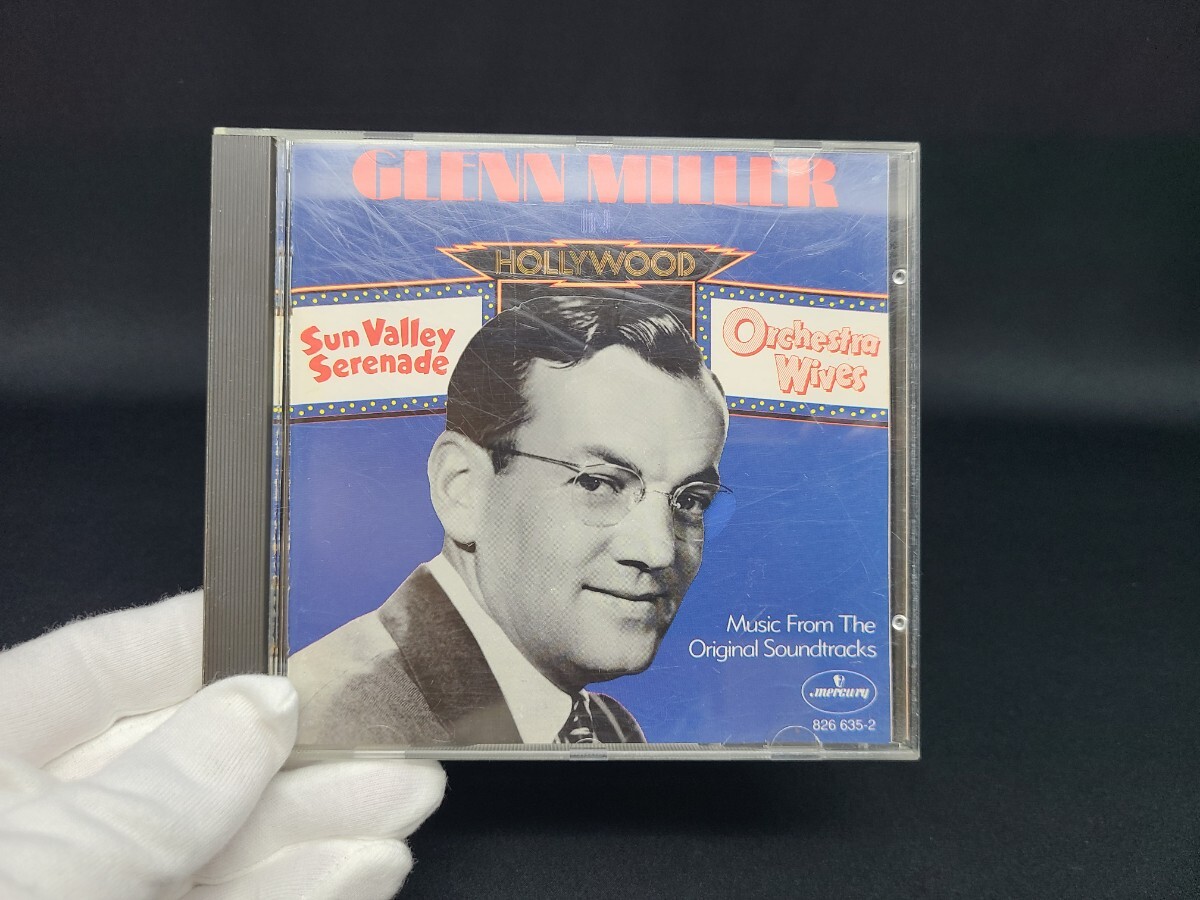 GLENN MILLER
IN
HOLLYWOOD
Sun Valley
Serenade
Orchestra
Wives
Music From The
Original Soundtracks
mercury
826 635-2